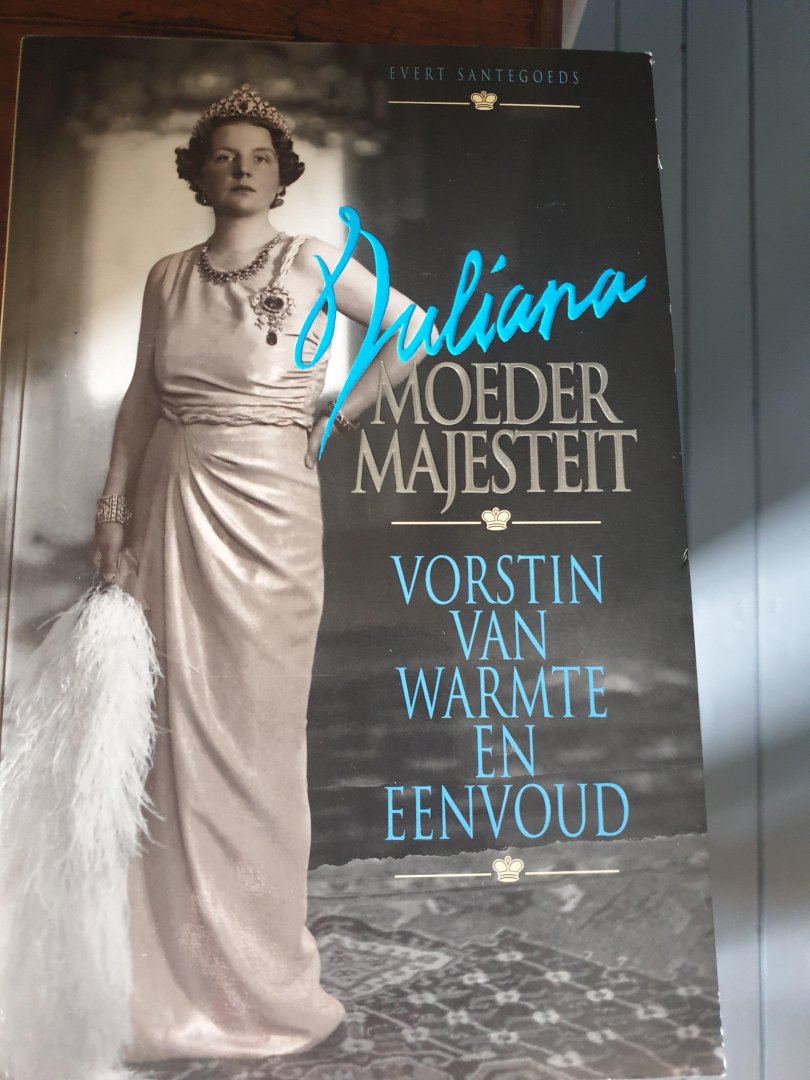 EVERT SANTEGOEDS
Juliana
MOEDER
MAJESTEIT
VORSTIN
VAN
WARMTE
EN
EENVOUD